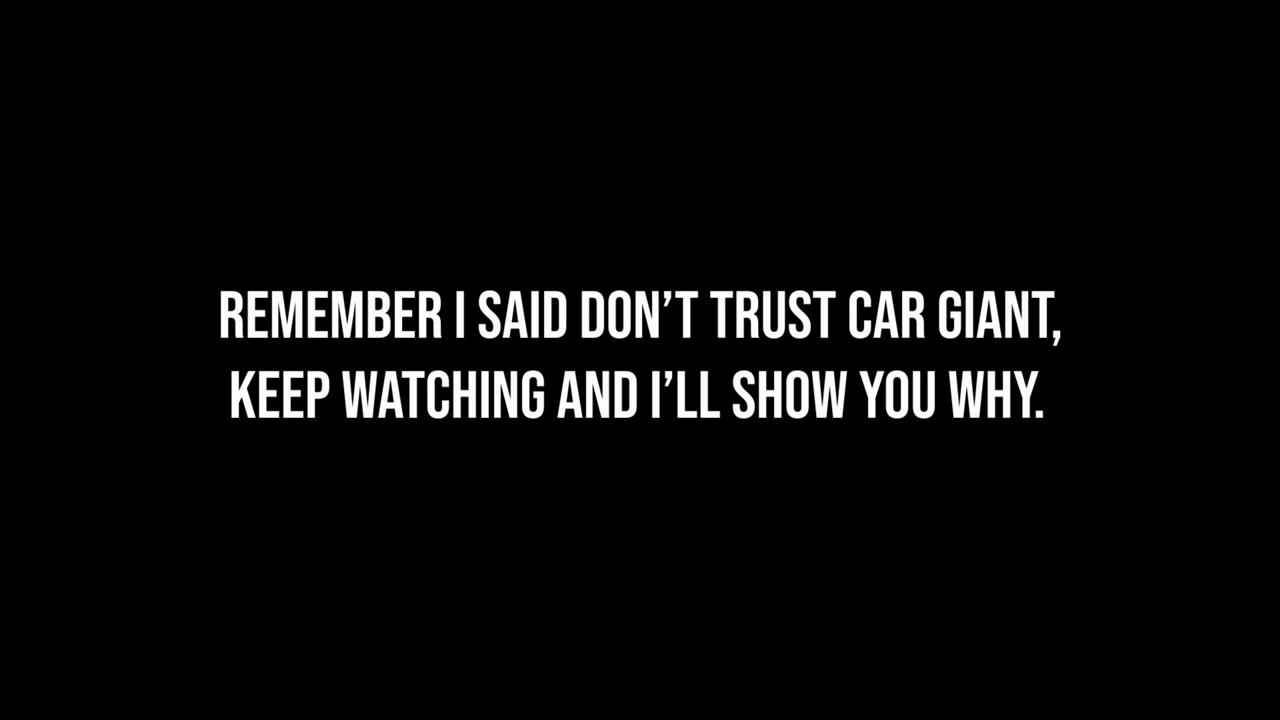 REMEMBER I SAID DON’T TRUST CAR GIANT,
KEEP WATCHING AND I’LL SHOW YOU WHY.